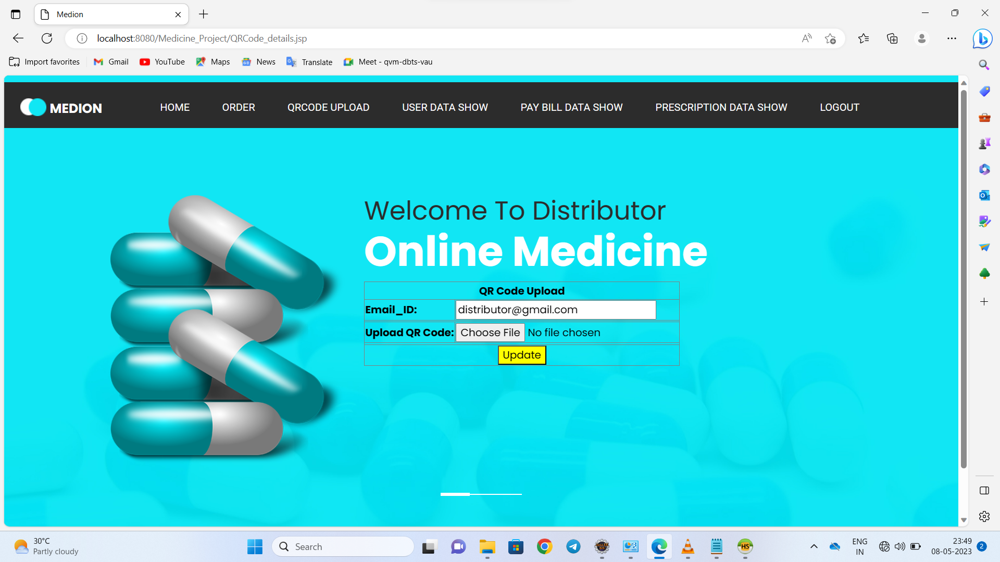 Medion
localhost:8080/Medicine_Project/QRCode_details.jsp
Import favorites Gmail YouTube Maps News Translate Meet - qvm-dbts-vau
MEDION HOME ORDER QRCODE UPLOAD USER DATA SHOW PAY BILL DATA SHOW PRESCRIPTION DATA SHOW LOGOUT
Welcome To Distributor
Online Medicine
QR Code Upload
Email_ID: distributor@gmail.com
Upload QR Code: Choose File No file chosen
Update
30°C
Partly cloudy
Search
HS
ENG
IN
23:49
08-05-2023
2